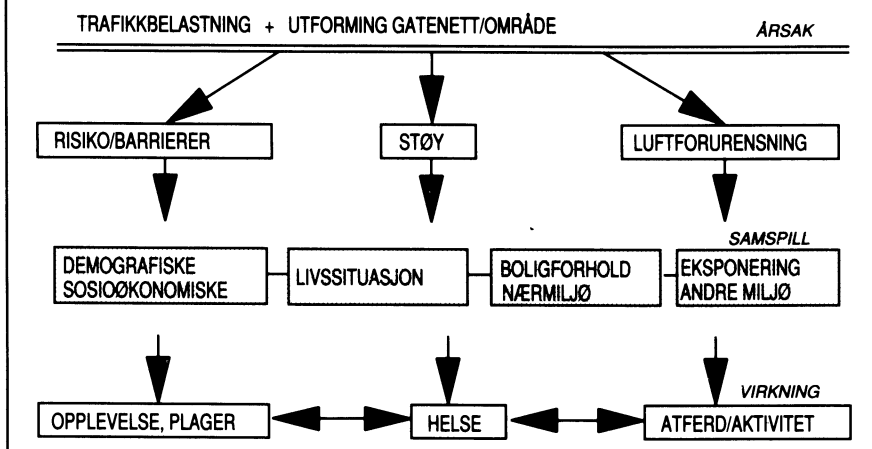 TRAFIKKBELASTNING + UTFORMING GATENETT/OMRÅDE
ÅRSAK
RISIKO/BARRIERER
STØY
LUFTFORURENSNING
SAMSPILL
DEMOGRAFISKE
SOSIOØKONOMISKE
LIVSSITUASJON
BOLIGFORHOLD
NÆRMILJØ
EKSPONERING
ANDRE MILJØ
VIRKNING
OPPLEVELSE, PLAGER
HELSE
ATFERD/AKTIVITET